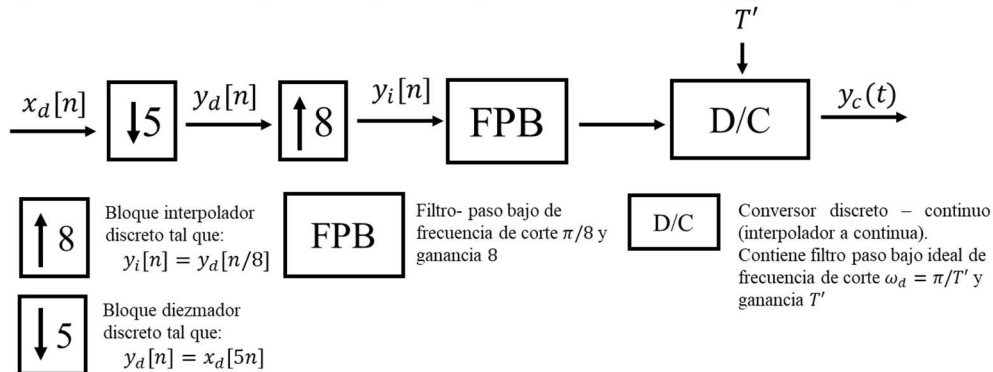 T′
x_d[n]
↓5
y_d[n]
↑8
y_i[n]
FPB
D/C
y_c(t)
↑8
Bloque interpolador
discreto tal que:
y_i[n] = y_d[n/8]
FPB
Filtro- paso bajo de
frecuencia de corte π/8 y
ganancia 8
D/C
Conversor discreto – continuo
(interpolador a continua).
Contiene filtro paso bajo ideal de
frecuencia de corte ω_d = π/T′ y
ganancia T′
↓5
Bloque diezmador
discreto tal que:
y_d[n] = x_d[5n]